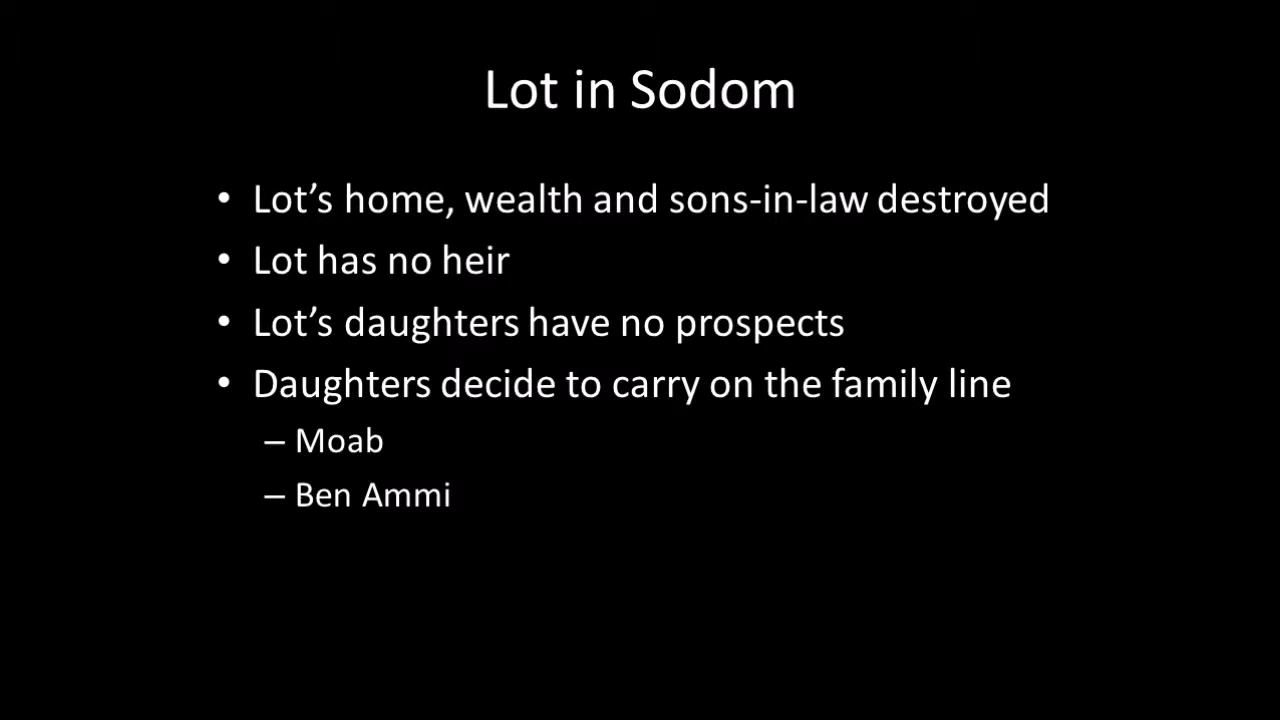 Lot in Sodom
• Lot’s home, wealth and sons-in-law destroyed
• Lot has no heir
• Lot’s daughters have no prospects
• Daughters decide to carry on the family line
– Moab
– Ben Ammi